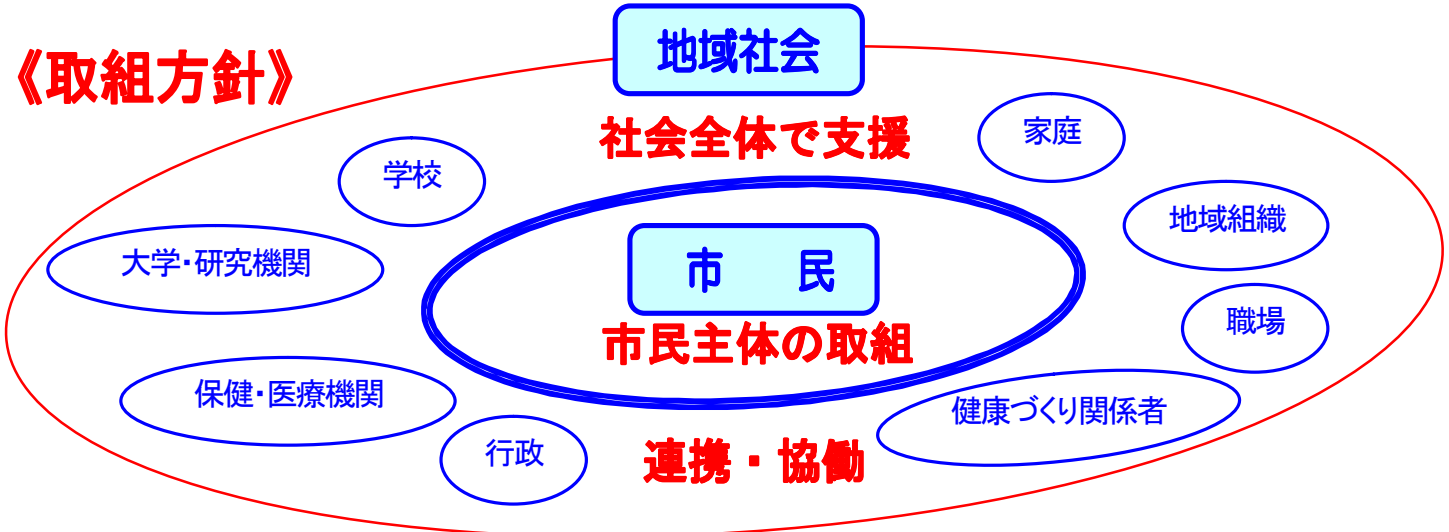 地域社会
《取組方針》
社会全体で支援
家庭
学校
地域組織
大学・研究機関
市　民
職場
市民主体の取組
保健・医療機関
健康づくり関係者
行政
連携・協働